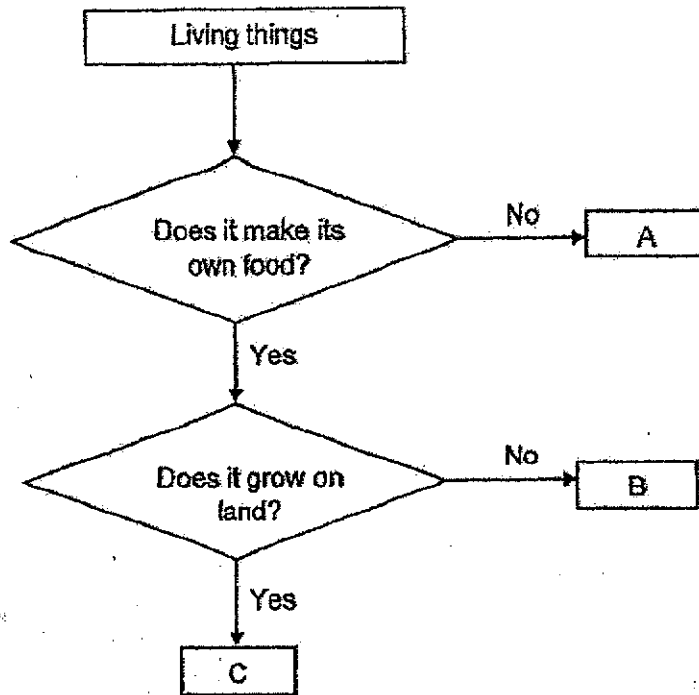 Living things
Does it make its
own food?
No
A
Yes
Does it grow on
land?
No
B
Yes
C